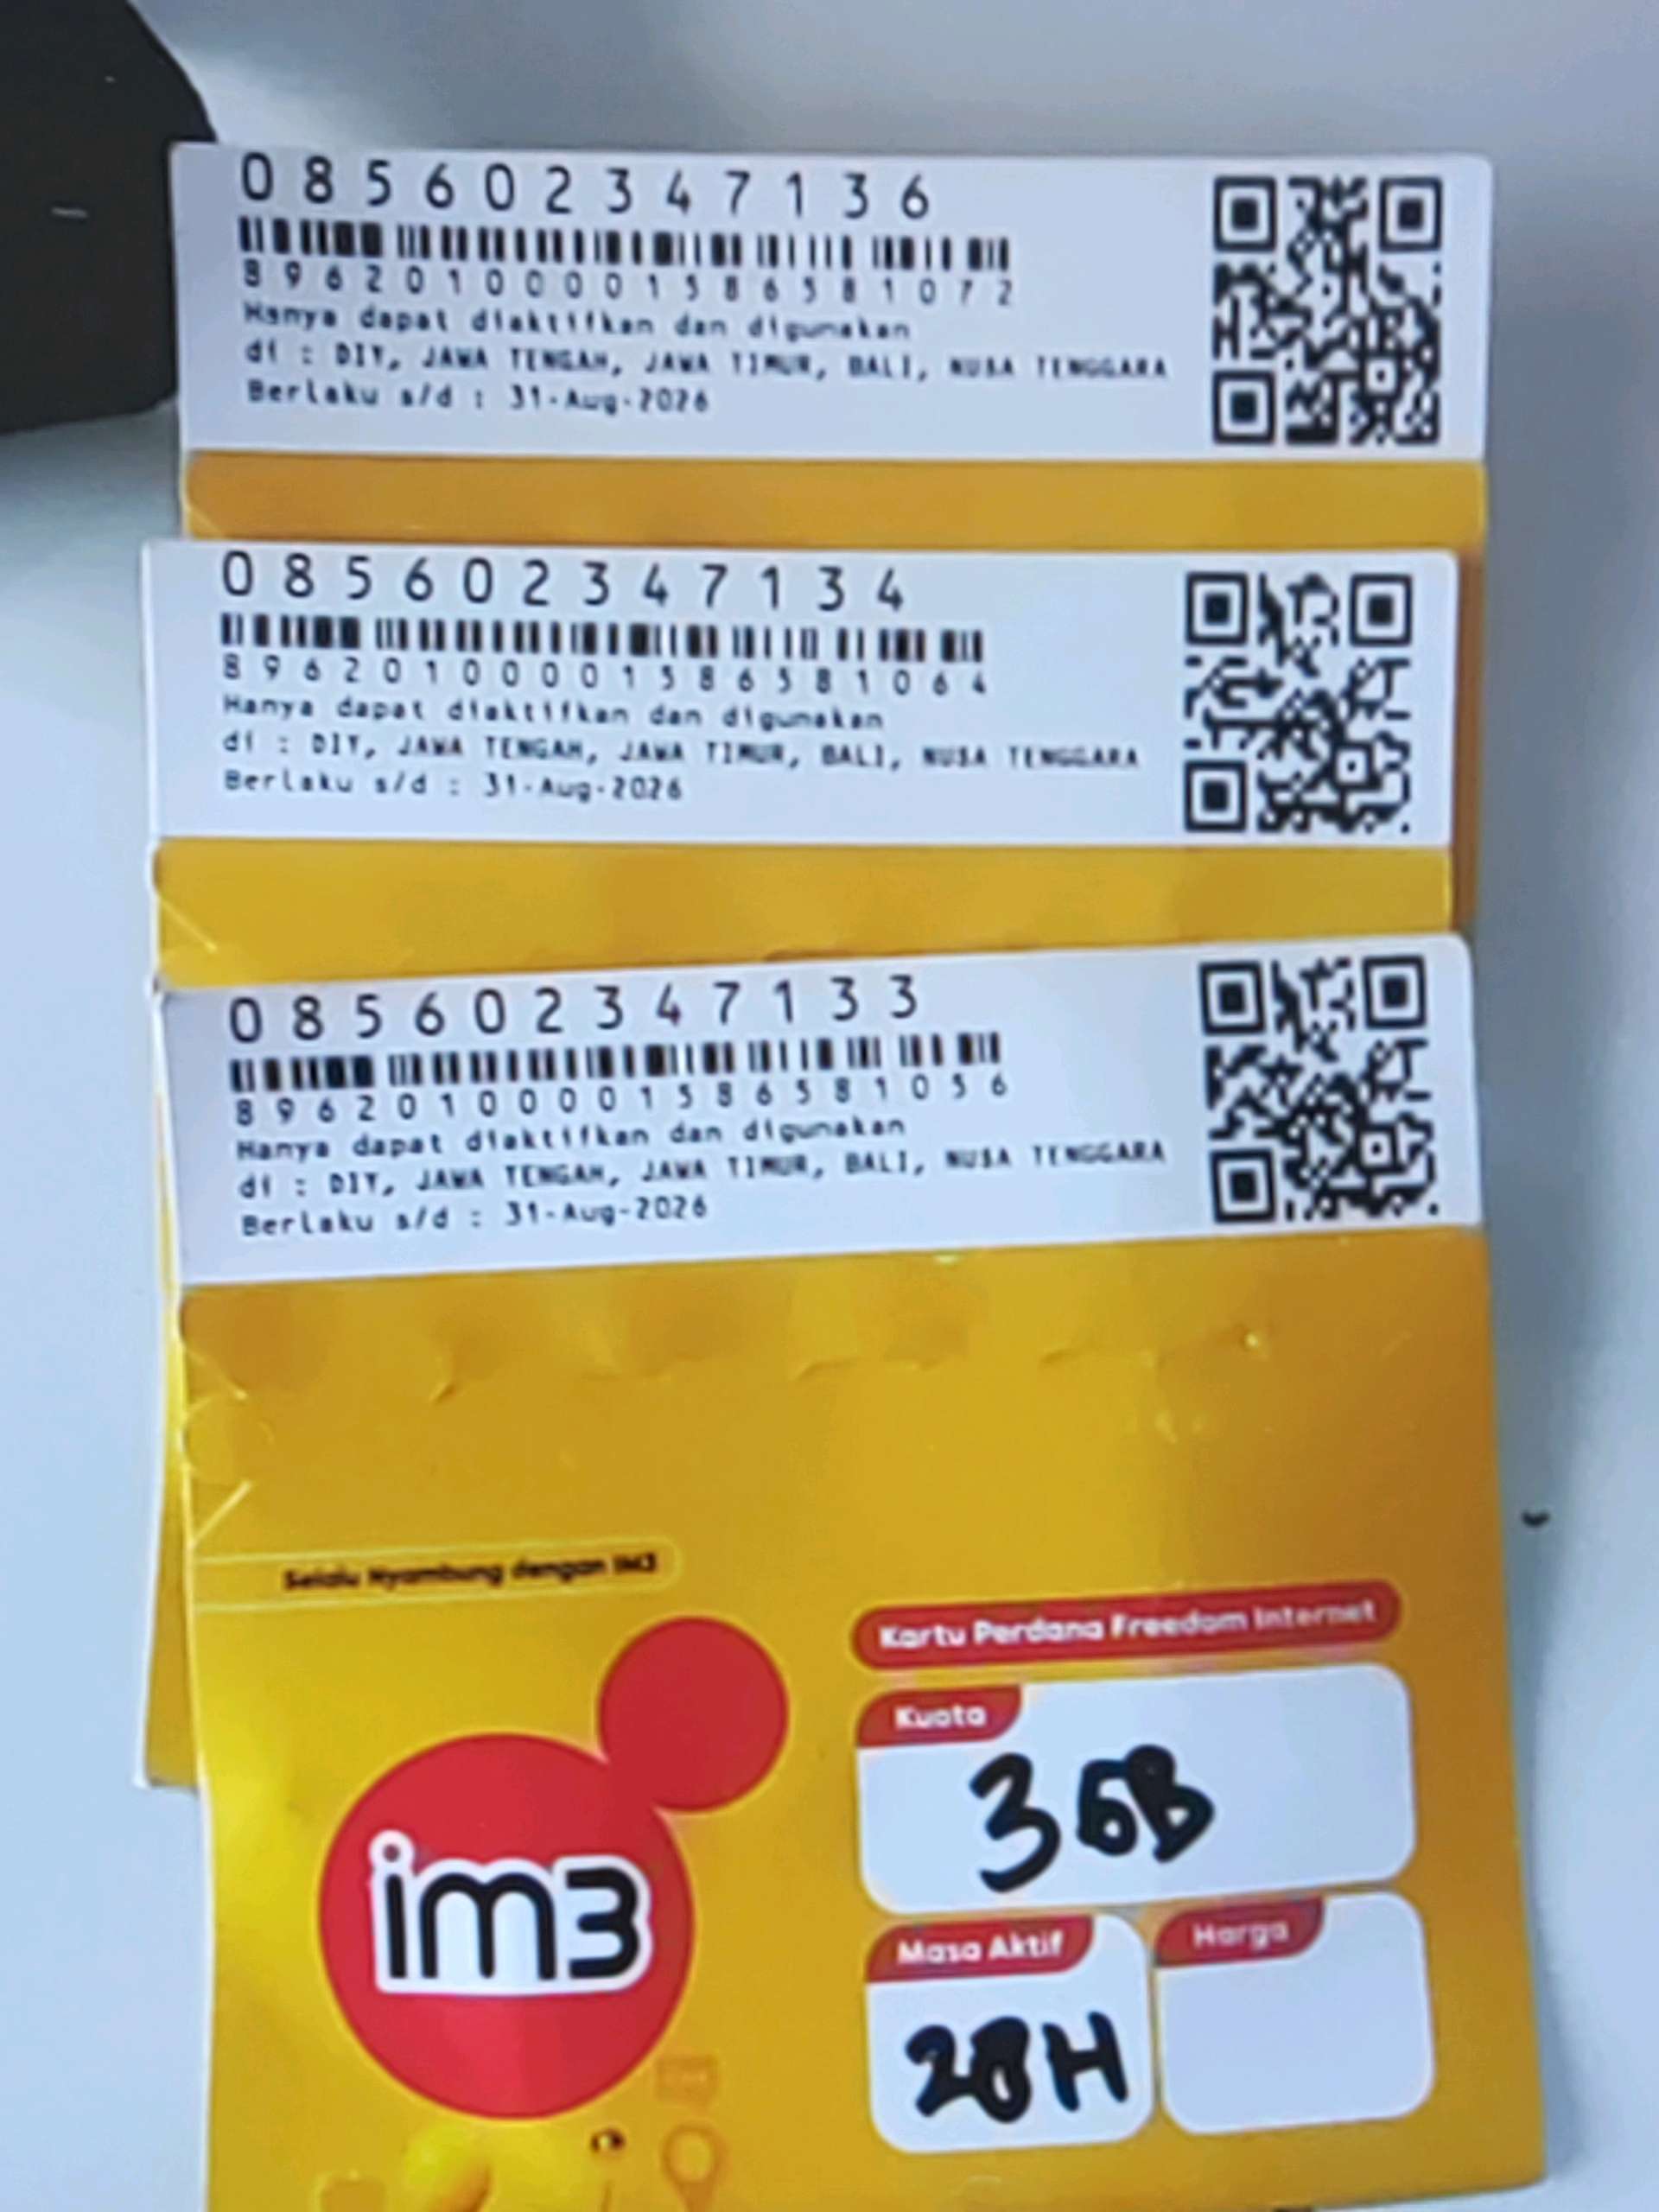 085602347136
89620100001586581072
Hanya dapat diaktifkan dan digunakan
di : DIY, JAWA TENGAH, JAWA TIMUR, BALI, NUSA TENGGARA
Berlaku s/d : 31-Aug-2026
085602347134
89620100001586581064
Hanya dapat diaktifkan dan digunakan
di : DIY, JAWA TENGAH, JAWA TIMUR, BALI, NUSA TENGGARA
Berlaku s/d : 31-Aug-2026
085602347133
89620100001586581056
Hanya dapat diaktifkan dan digunakan
di : DIY, JAWA TENGAH, JAWA TIMUR, BALI, NUSA TENGGARA
Berlaku s/d : 31-Aug-2026
Selalu Nyambung dengan IM3
im3
Kartu Perdana Freedom Internet
Kuota
3 GB
Masa Aktif
28H
Harga